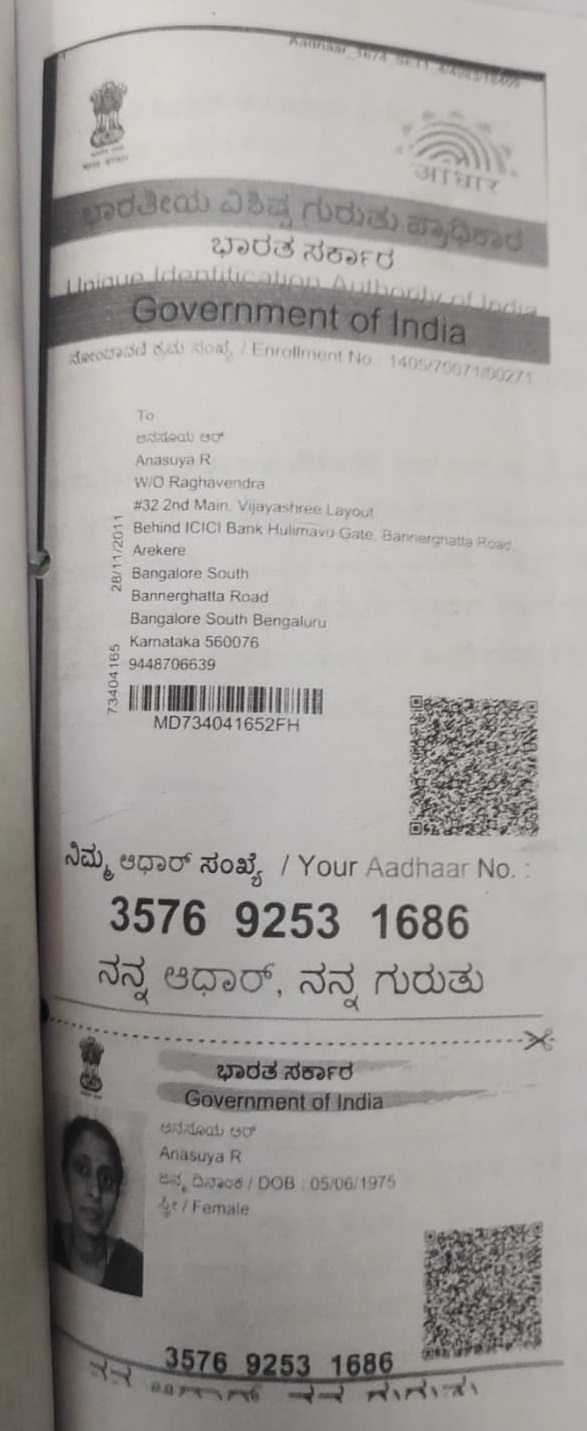 आधार
ಭಾರತೀಯ ವಿಶಿಷ್ಟ ಗುರುತು ಪ್ರಾಧಿಕಾರ
ಭಾರತ ಸರ್ಕಾರ
Unique Identification Authority of India
Government of India
ನೋಂದಾವಣೆ ಕ್ರಮ ಸಂಖ್ಯೆ / Enrollment No.: 1405/70071/00271
To
ಅನಸೂಯ ಆರ್
Anasuya R
W/O Raghavendra
#32 2nd Main, Vijayashree Layout
Behind ICICI Bank Hulimavu Gate, Bannerghatta Road,
Arekere
Bangalore South
Bannerghatta Road
Bangalore South Bengaluru
Karnataka 560076
9448706639
28/11/2011
73404165
MD734041652FH
ನಿಮ್ಮ ಆಧಾರ್ ಸಂಖ್ಯೆ / Your Aadhaar No. :
3576 9253 1686
ನನ್ನ ಆಧಾರ್, ನನ್ನ ಗುರುತು
ಭಾರತ ಸರ್ಕಾರ
Government of India
ಅನಸೂಯ ಆರ್
Anasuya R
ಜನ್ಮ ದಿನಾಂಕ / DOB : 05/06/1975
ಸ್ತ್ರೀ / Female
3576 9253 1686